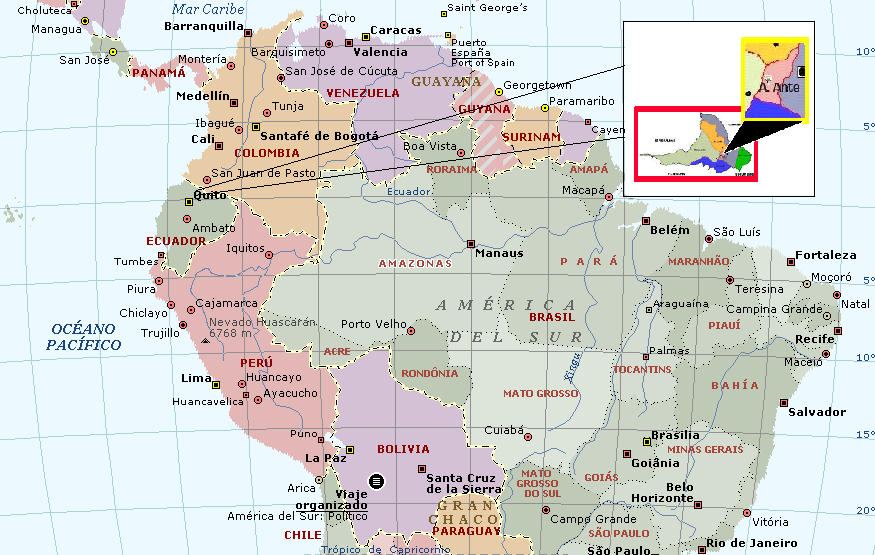 Mar Caribe
Saint George's
Choluteca
Managua
Coro
Barranquilla
Caracas
Barquisimeto
Valencia
Puerto
España
Port of Spain
San José
Montería
PANAMÁ
San José de Cúcuta
10°
VENEZUELA
GUAYANA
Georgetown
Medellín
Tunja
GUYANA
Paramaribo
A. Ante
Ibagué
Santafé de Bogotá
SURINAM
Cayen
5°
Cali
COLOMBIA
Boa Vista
San Juan de Pasto
RORAIMA
AMAPÁ
Quito
Ecuador
Macapá
Ambato
Belém
São Luís
ECUADOR
Iquitos
Manaus
Fortaleza
Tumbes
AMAZONAS
PARÁ
MARANHÃO
5°
Piura
Teresina
Moçoró
Chiclayo
Cajamarca
AMÉRICA
Araguína
Campina Grande
Natal
OCÉANO
PACÍFICO
Trujillo
Nevado Huascarán
6768 m
Porto Velho
DEL SUR
BRASIL
PIAUÍ
Recife
PERÚ
ACRE
Palmas
Maceió
10°
Lima
Huancayo
RONDÔNIA
Xingu
TOCANTINS
BAHÍA
Huancavelica
Ayacucho
MATO GROSSO
Salvador
Puno
BOLIVIA
Cuiabá
Brasilia
15°
La Paz
MINAS GERAIS
Goiânia
Arica
Santa Cruz
de la Sierra
MATO
GROSSO
DO SUL
GOIÁS
Belo
Horizonte
Viaje
organizado
América del Sur: Político
GRAN
CHACO
Campo Grande
Vitória
20°
CHILE
PARAGUAY
SÃO PAULO
Rio de Janeiro
Trópico de Capricornio
São Paulo